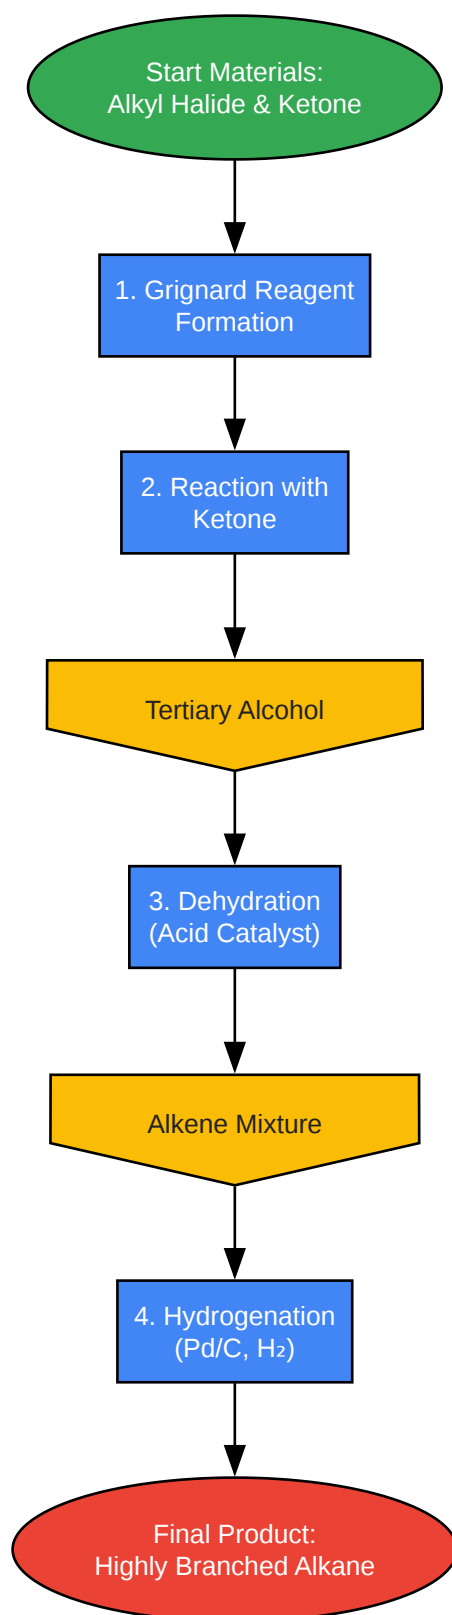 Start Materials:
Alkyl Halide & Ketone
1. Grignard Reagent
Formation
2. Reaction with
Ketone
Tertiary Alcohol
3. Dehydration
(Acid Catalyst)
Alkene Mixture
4. Hydrogenation
(Pd/C, H₂)
Final Product:
Highly Branched Alkane